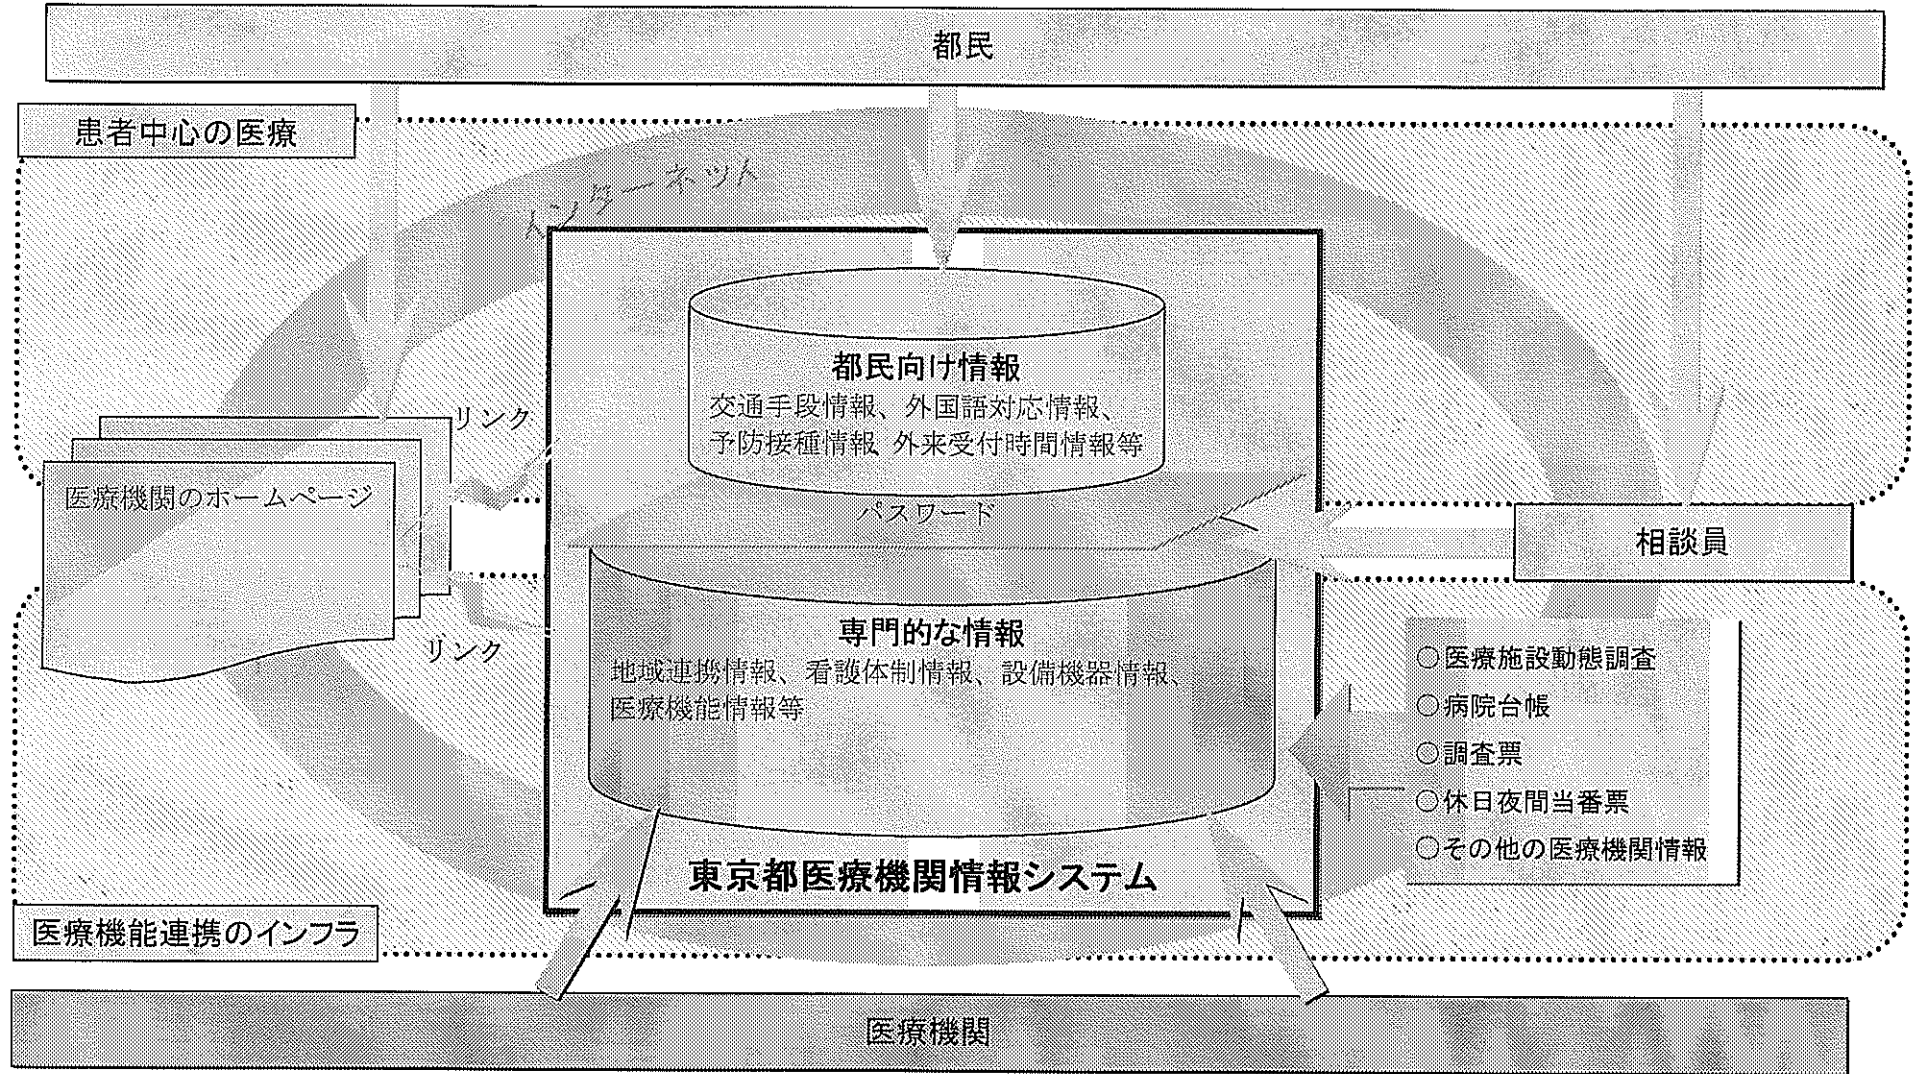 都民
患者中心の医療
インターネット
都民向け情報
交通手段情報、外国語対応情報、
予防接種情報、外来受付時間情報等
リンク
医療機関のホームページ
パスワード
相談員
リンク
専門的な情報
地域連携情報、看護体制情報、設備機器情報、
医療機能情報等
○医療施設動態調査
○病院台帳
○調査票
○休日夜間当番票
○その他の医療機関情報
東京都医療機関情報システム
医療機能連携のインフラ
医療機関